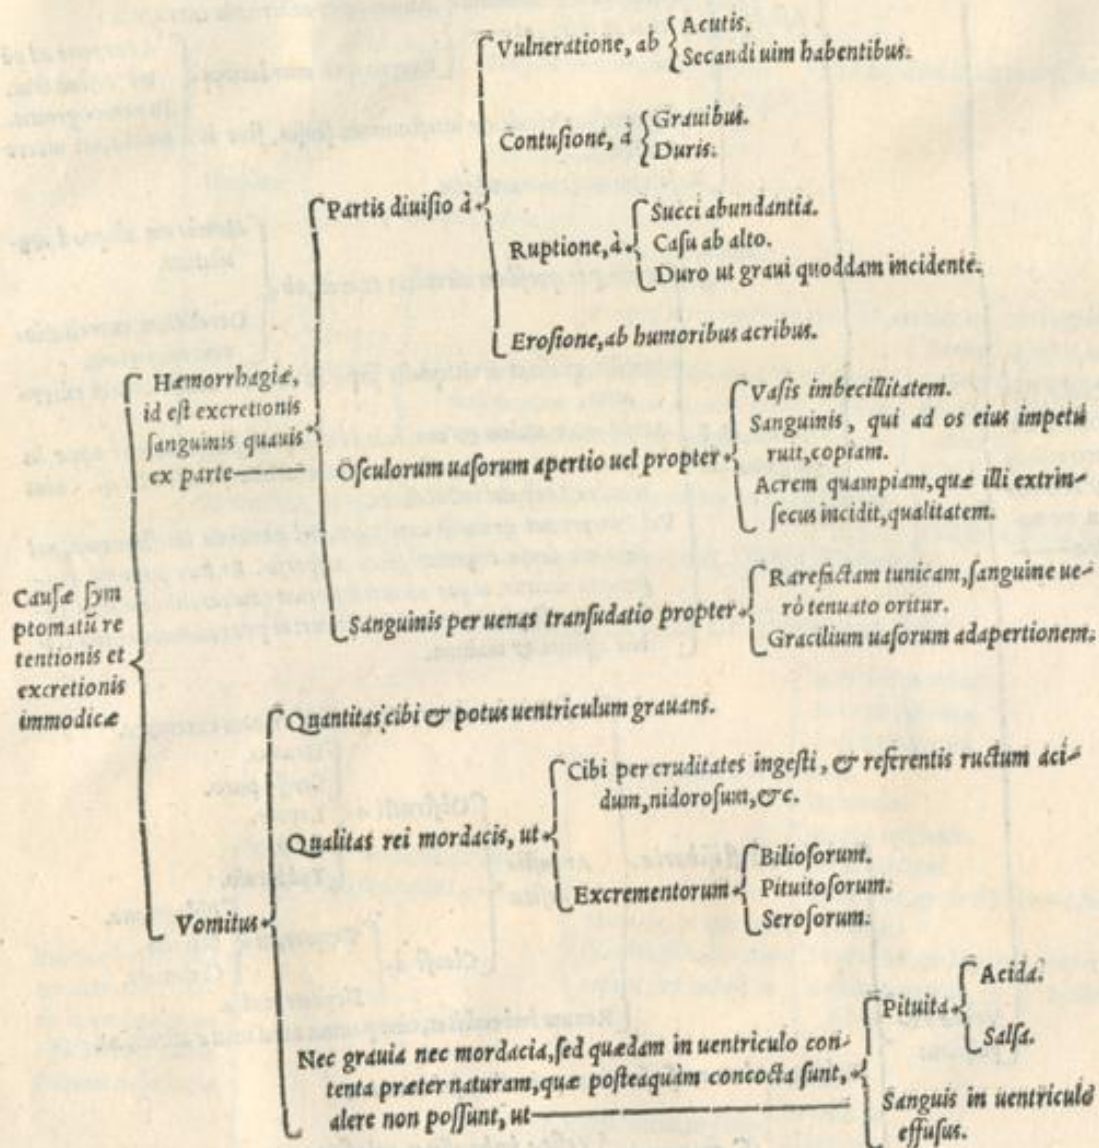 Vulneratione, ab
Acutis.
Secandi uim habentibus.
Contuſione, à
Grauibus.
Duris.
Partis diuiſio à
Ruptione, à
Succi abundantia.
Caſu ab alto.
Duro ut graui quoddam incidente.
Eroſione, ab humoribus acribus.
Hæmorrhagiæ,
id eſt excretionis
ſanguinis quauis
ex parte
Oſculorum uaſorum apertio uel propter
Vaſis imbecillitatem.
Sanguinis, qui ad os eius impetũ
ruit, copiam.
Acrem quampiam, quæ illi extrin-
ſecus incidit, qualitatem.
Sanguinis per uenas tranſudatio propter
Rarefactam tunicam, ſanguine ue-
rò tenuato oritur.
Gracilium uaſorum adapertionem.
Cauſæ ſym
ptomatũ re
tentionis et
excretionis
immodicæ
Quantitas cibi & potus uentriculum grauans.
Qualitas rei mordacis, ut
Cibi per cruditates ingeſti, & referentis ructum aci-
dum, nidoroſum, &c.
Excrementorum
Bilioſorum.
Pituitoſorum.
Seroſorum.
Vomitus
Nec grauia nec mordacia, ſed quædam in uentriculo con-
tenta præter naturam, quæ poſteaquàm concocta ſunt,
alere non poſſunt, ut
Pituita
Acida.
Salſa.
Sanguis in uentriculo
effuſus.